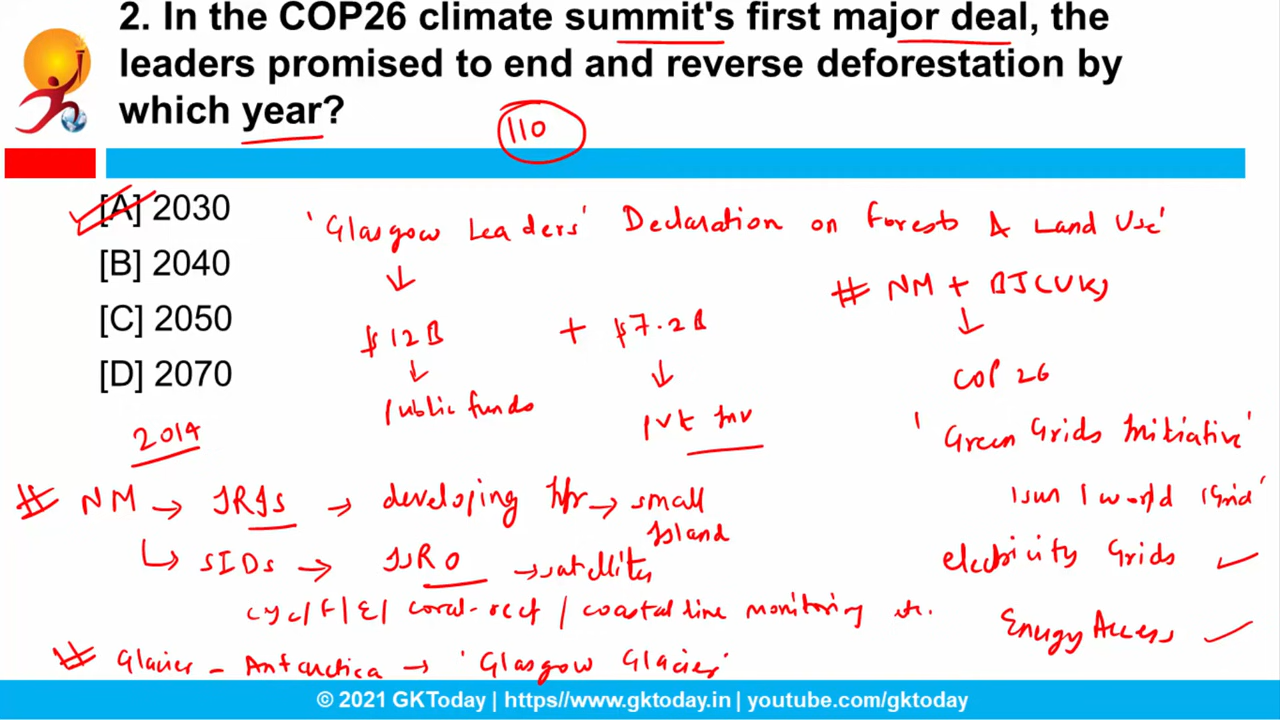 2. In the COP26 climate summit's first major deal, the
leaders promised to end and reverse deforestation by
which year?
110
[A] 2030
[B] 2040
[C] 2050
[D] 2070
'Glasgow Leaders' Declaration on Forests & Land Use'
$12B + $7.2B
Public funds
Pvt Inv
# NM + BJ(UK)
COP 26
'Green Grids Initiative'
1 Sun 1 World 1 Grid'
electricity Grids
Energy Access
2014
# NM → IRIS → developing → small
Island
SIDs → ISRO → satellites
cyc/F/E/ coral-reef / coastal line monitoring etc.
# Glacier - Antarctica → 'Glasgow Glacier'
© 2021 GKToday | https//www.gktoday.in | youtube.com/gktoday